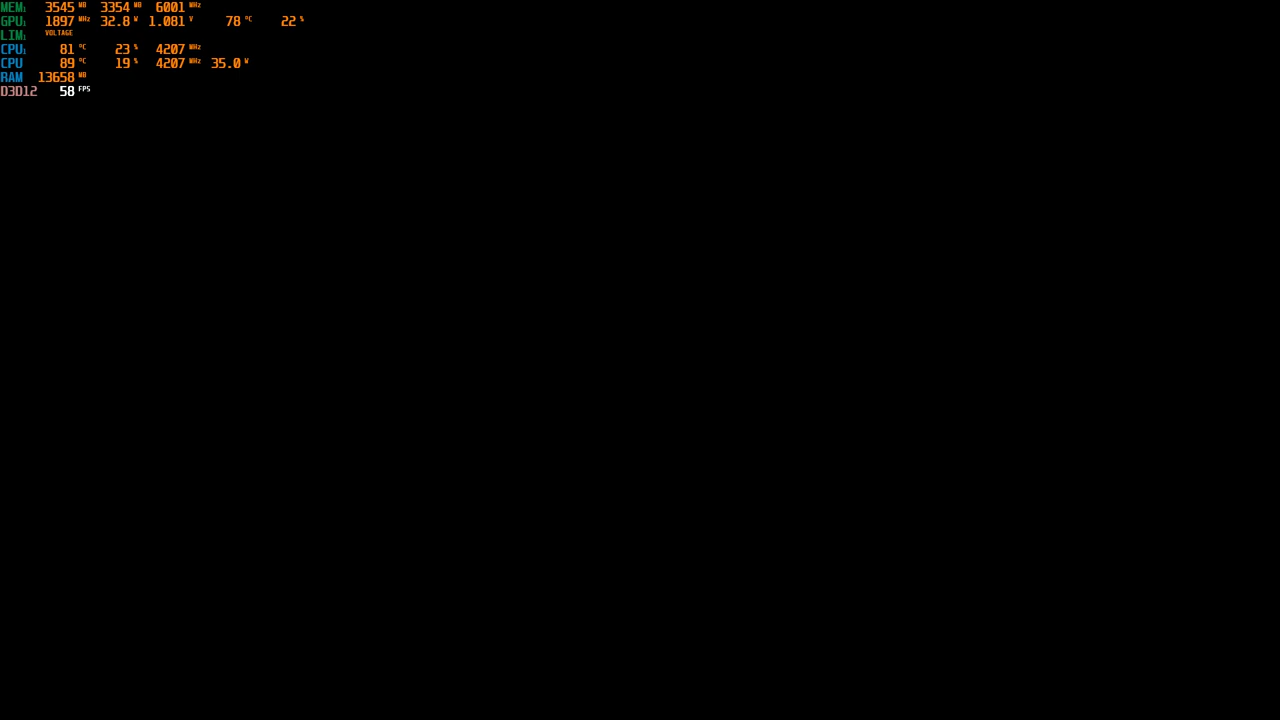 MEM1 3545 MB 3354 MB 6001 MHz
GPU1 1897 MHz 32.8 W 1.081 V 78 °C 22 %
LIM1 VOLTAGE
CPU1 81 °C 23 % 4207 MHz
CPU 89 °C 19 % 4207 MHz 35.0 W
RAM 13658 MB
D3D12 58 FPS